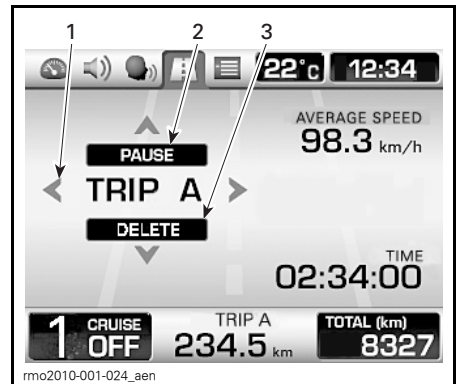 1 2 3
22°c 12:34
AVERAGE SPEED
98.3 km/h
PAUSE
TRIP A
DELETE
TIME
02:34:00
1 CRUISE OFF
TRIP A
234.5 km
TOTAL (km)
8327
rmo2010-001-024_aen